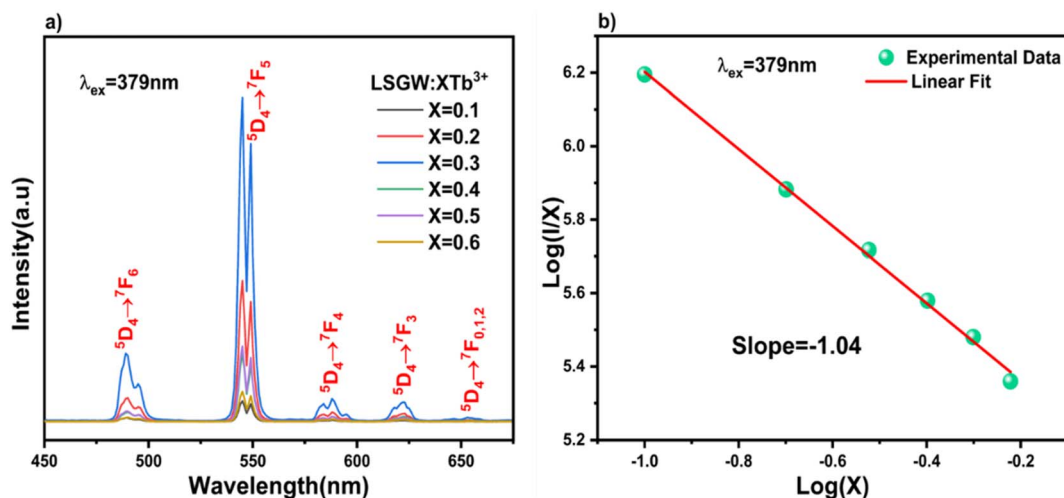 a)
λex=379nm
LSGW:XTb³⁺
X=0.1
X=0.2
X=0.3
X=0.4
X=0.5
X=0.6
⁵D₄→⁷F₆
⁵D₄→⁷F₅
⁵D₄→⁷F₄
⁵D₄→⁷F₃
⁵D₄→⁷F₀,₁,₂
Intensity(a.u)
450 500 550 600 650
Wavelength(nm)
b)
λex=379nm
Experimental Data
Linear Fit
Slope=-1.04
Log(I/X)
6.2
6.0
5.8
5.6
5.4
5.2
-1.0 -0.8 -0.6 -0.4 -0.2
Log(X)